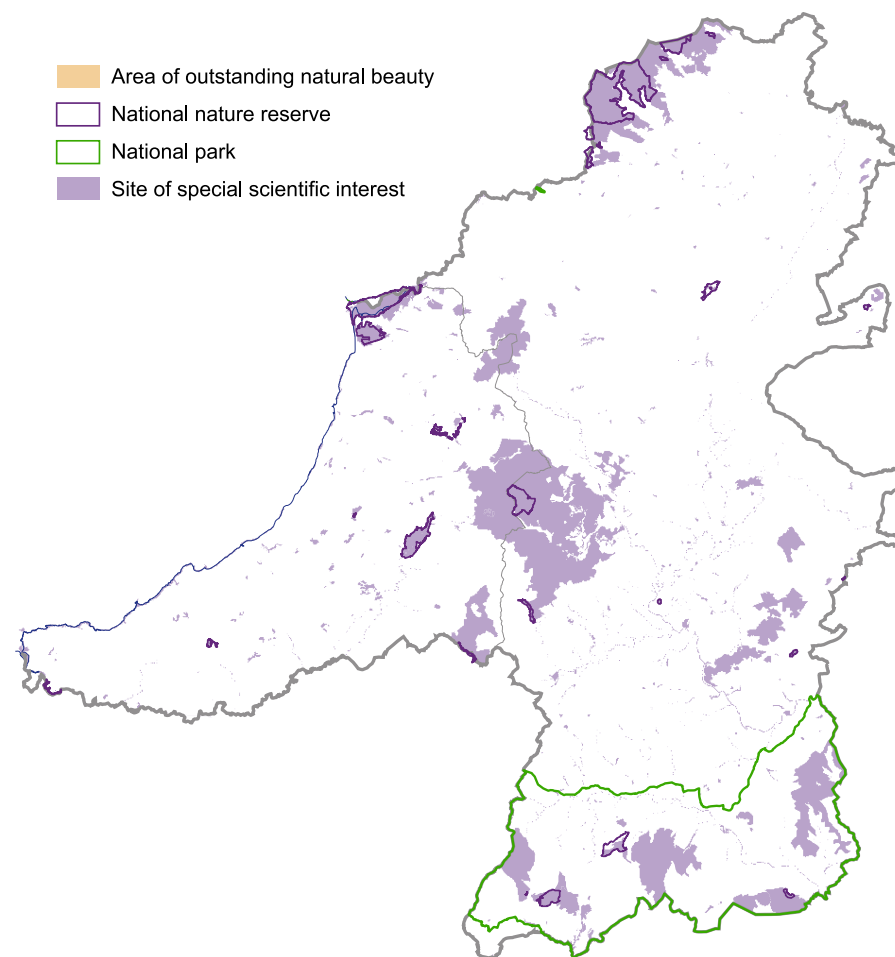 Area of outstanding natural beauty
National nature reserve
National park
Site of special scientific interest